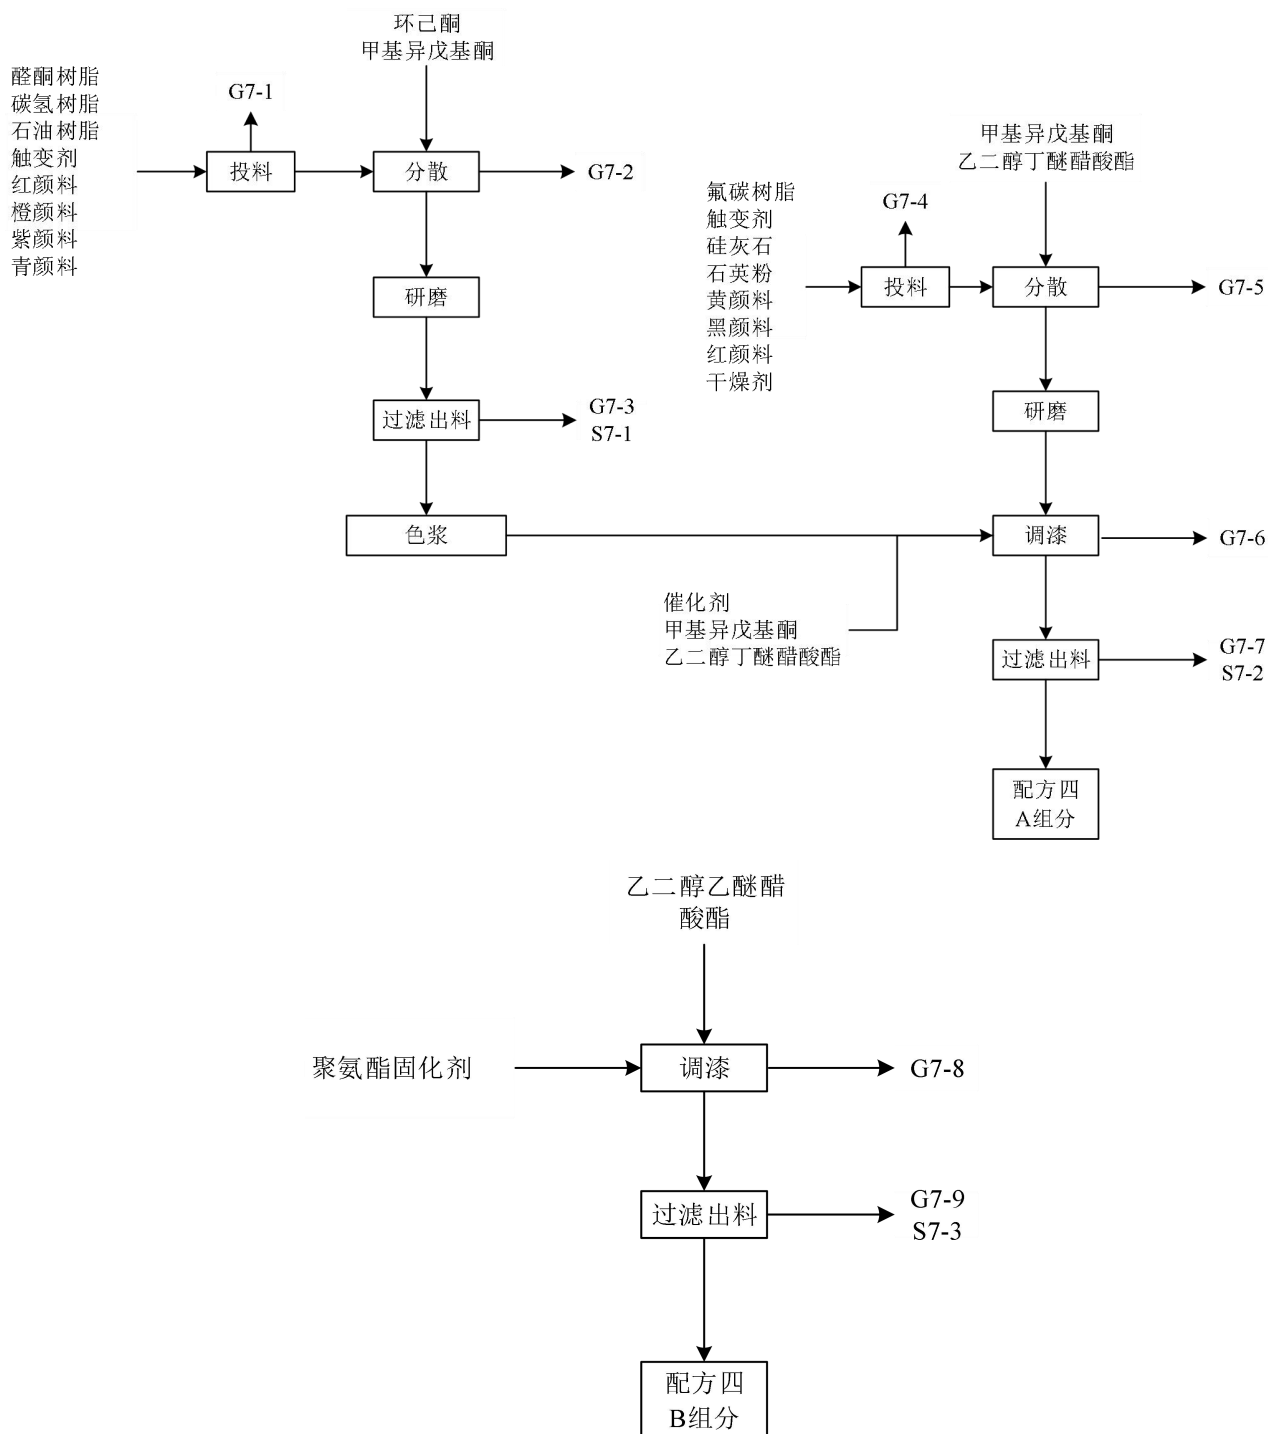 环己酮
甲基异戊基酮
醛酮树脂
碳氢树脂
石油树脂
触变剂
红颜料
橙颜料
紫颜料
青颜料
G7-1
投料
分散
G7-2
研磨
过滤出料
G7-3
S7-1
色浆
甲基异戊基酮
乙二醇丁醚醋酸酯
氟碳树脂
触变剂
硅灰石
石英粉
黄颜料
黑颜料
红颜料
干燥剂
G7-4
投料
分散
G7-5
研磨
调漆
G7-6
催化剂
甲基异戊基酮
乙二醇丁醚醋酸酯
过滤出料
G7-7
S7-2
配方四
A组分
乙二醇乙醚醋
酸酯
聚氨酯固化剂
调漆
G7-8
过滤出料
G7-9
S7-3
配方四
B组分